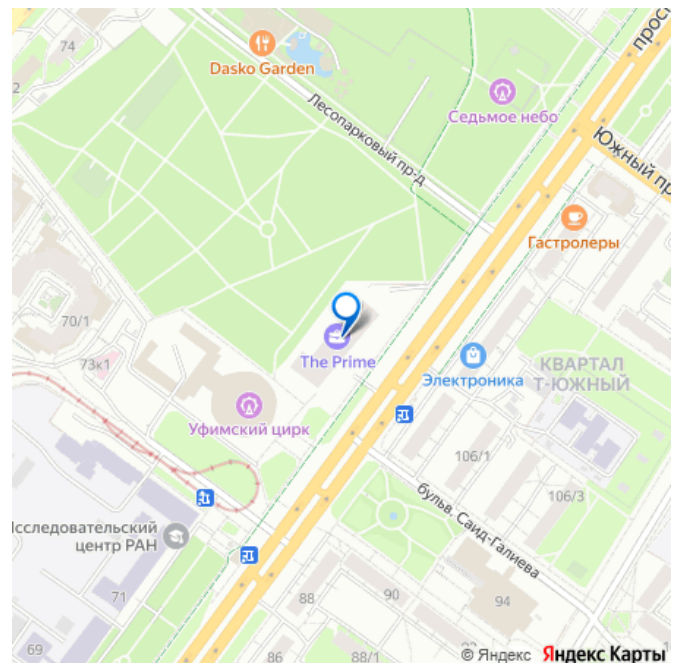 74
Dasko Garden
2
Лесопарковый пр-д
Седьмое небо
прос
Южный пр
Гастролеры
70/1
73к1
The Prime
Электроника
КВАРТАЛ
Т-ЮЖНЫЙ
Уфимский цирк
106/1
106/3
бульв. Саид-Галиева
Исследовательский
центр РАН
71
69
88
90
94
86
88/1
© Яндекс Яндекс Карты